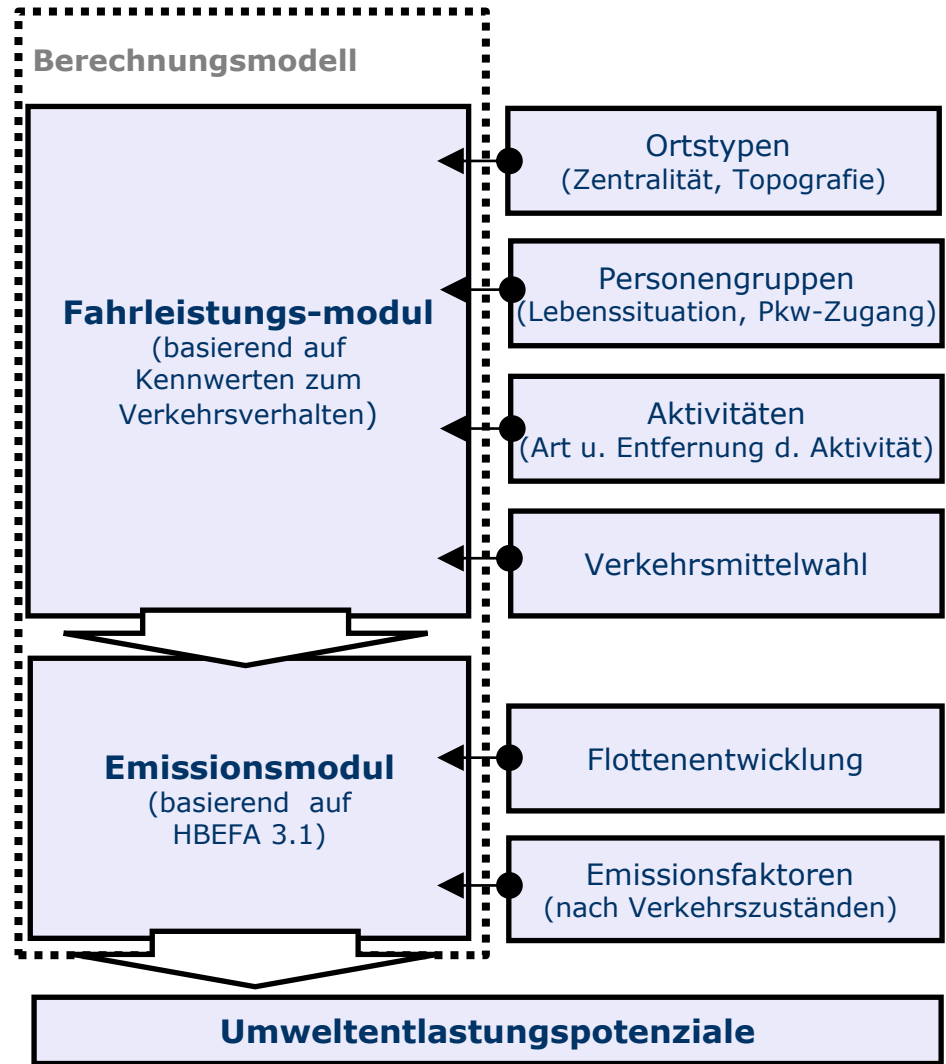 Berechnungsmodell
Fahrleistungs-modul
(basierend auf
Kennwerten zum
Verkehrsverhalten)
Ortstypen
(Zentralität, Topografie)
Personengruppen
(Lebenssituation, Pkw-Zugang)
Aktivitäten
(Art u. Entfernung d. Aktivität)
Verkehrsmittelwahl
Emissionsmodul
(basierend auf
HBEFA 3.1)
Flottenentwicklung
Emissionsfaktoren
(nach Verkehrszuständen)
Umweltentlastungspotenziale